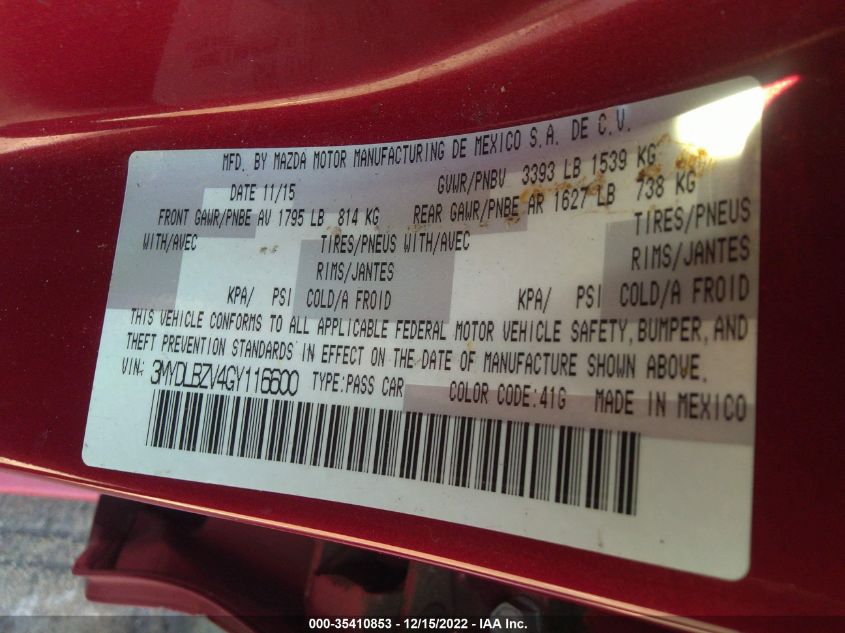 MFD. BY MAZDA MOTOR MANUFACTURING DE MEXICO S.A. DE C.V.
DATE 11/15 GVWR/PNBV 3393 LB 1539 KG
FRONT GAWR/PNBE AV 1795 LB 814 KG REAR GAWR/PNBE AR 1627 LB 738 KG
WITH/AVEC TIRES/PNEUS WITH/AVEC TIRES/PNEUS
RIMS/JANTES RIMS/JANTES
KPA/ PSI COLD/A FROID KPA/ PSI COLD/A FROID
THIS VEHICLE CONFORMS TO ALL APPLICABLE FEDERAL MOTOR VEHICLE SAFETY, BUMPER, AND
THEFT PREVENTION STANDARDS IN EFFECT ON THE DATE OF MANUFACTURE SHOWN ABOVE.
VIN: 3MYDLBZV4GY116600 TYPE:PASS CAR COLOR CODE:41G MADE IN MEXICO
000-35410853 - 12/15/2022 - IAA Inc.